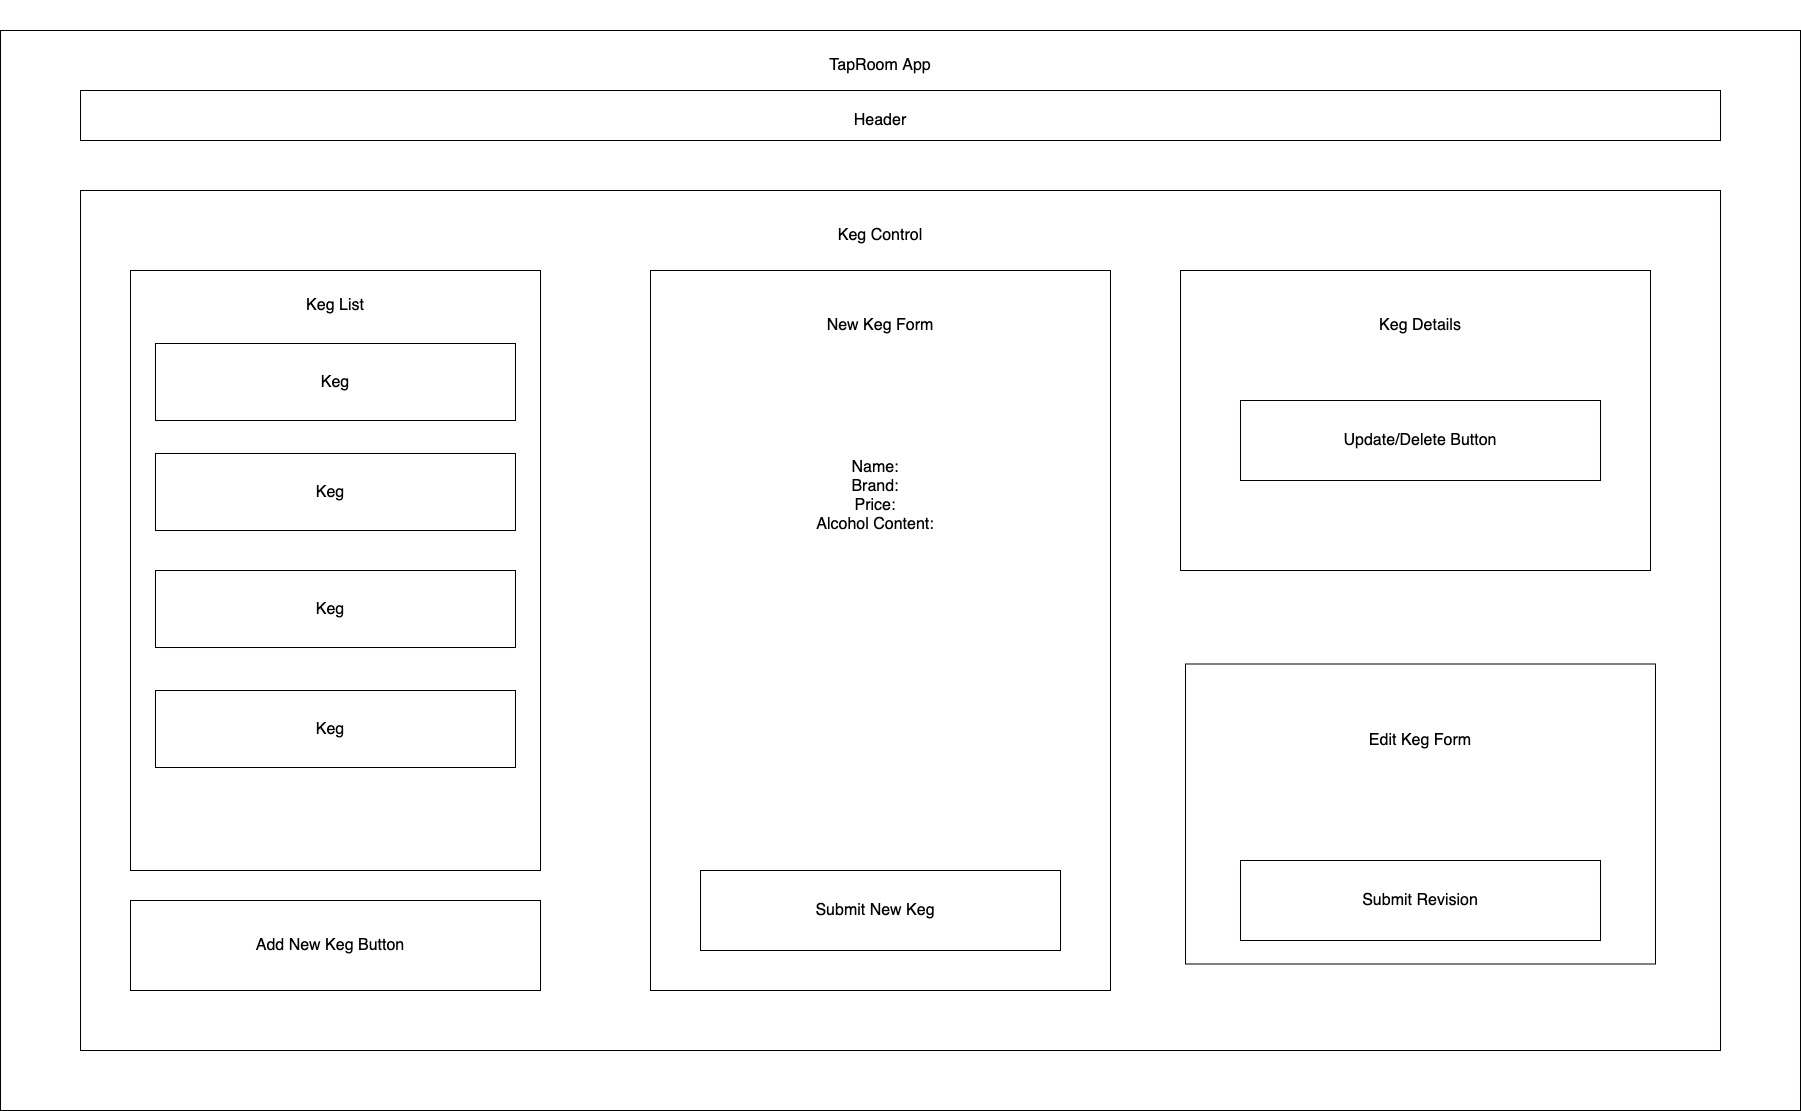 TapRoom App
Header
Keg Control
Keg List
Keg
Keg
Keg
Keg
Add New Keg Button
New Keg Form
Name:
Brand:
Price:
Alcohol Content:
Submit New Keg
Keg Details
Update/Delete Button
Edit Keg Form
Submit Revision